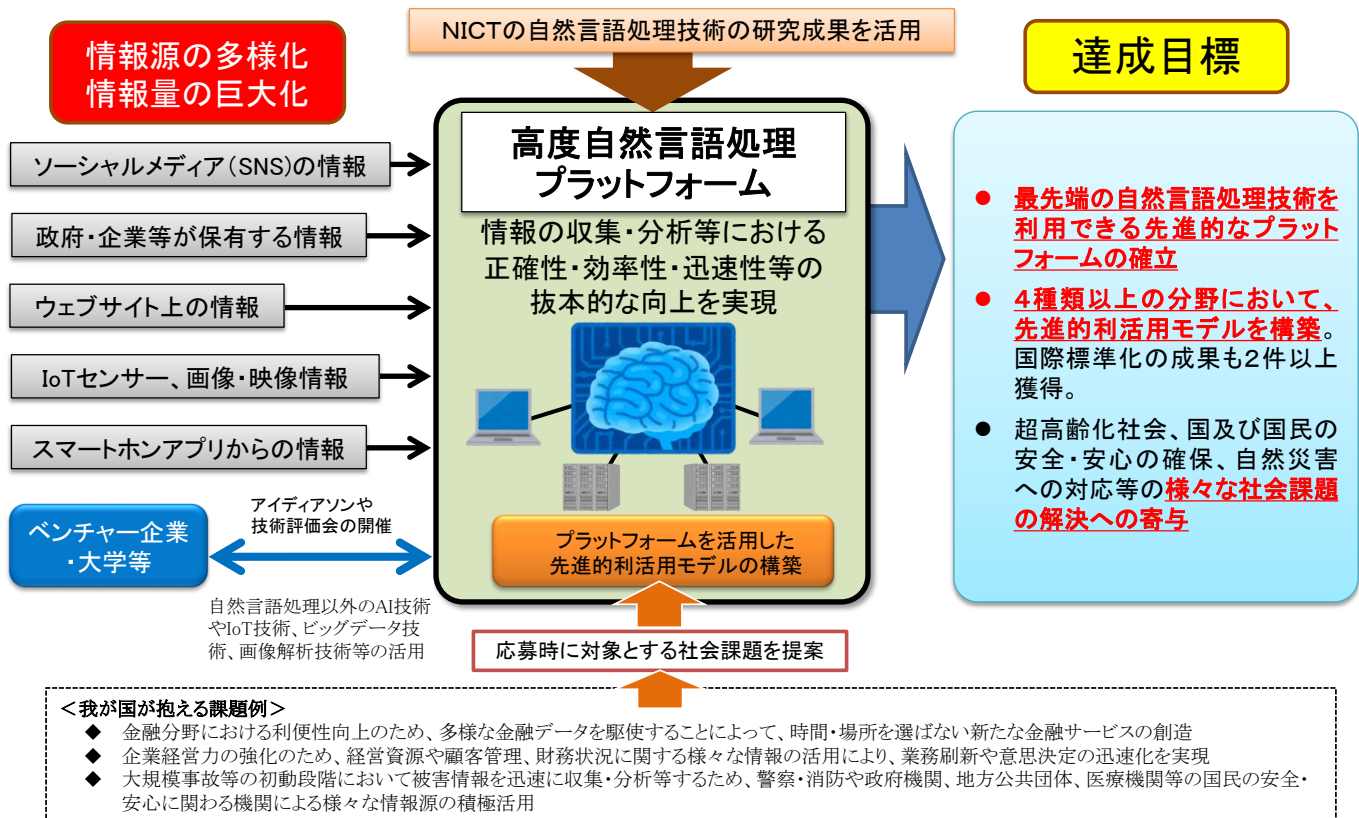 NICTの自然言語処理技術の研究成果を活用
情報源の多様化
情報量の巨大化
達成目標
ソーシャルメディア(SNS)の情報
政府・企業等が保有する情報
ウェブサイト上の情報
IoTセンサー、画像・映像情報
スマートホンアプリからの情報
ベンチャー企業
・大学等
アイディアソンや
技術評価会の開催
自然言語処理以外のAI技術
やIoT技術、ビッグデータ技
術、画像解析技術等の活用
高度自然言語処理
プラットフォーム
情報の収集・分析等における
正確性・効率性・迅速性等の
抜本的な向上を実現
プラットフォームを活用した
先進的利活用モデルの構築
応募時に対象とする社会課題を提案
● 最先端の自然言語処理技術を
利用できる先進的なプラット
フォームの確立
● 4種類以上の分野において、
先進的利活用モデルを構築。
国際標準化の成果も2件以上
獲得。
● 超高齢化社会、国及び国民の
安全・安心の確保、自然災害
への対応等の様々な社会課題
の解決への寄与
<我が国が抱える課題例>
◆ 金融分野における利便性向上のため、多様な金融データを駆使することによって、時間・場所を選ばない新たな金融サービスの創造
◆ 企業経営力の強化のため、経営資源や顧客管理、財務状況に関する様々な情報の活用により、業務刷新や意思決定の迅速化を実現
◆ 大規模事故等の初動段階において被害情報を迅速に収集・分析等するため、警察・消防や政府機関、地方公共団体、医療機関等の国民の安全・
安心に関わる機関による様々な情報源の積極活用